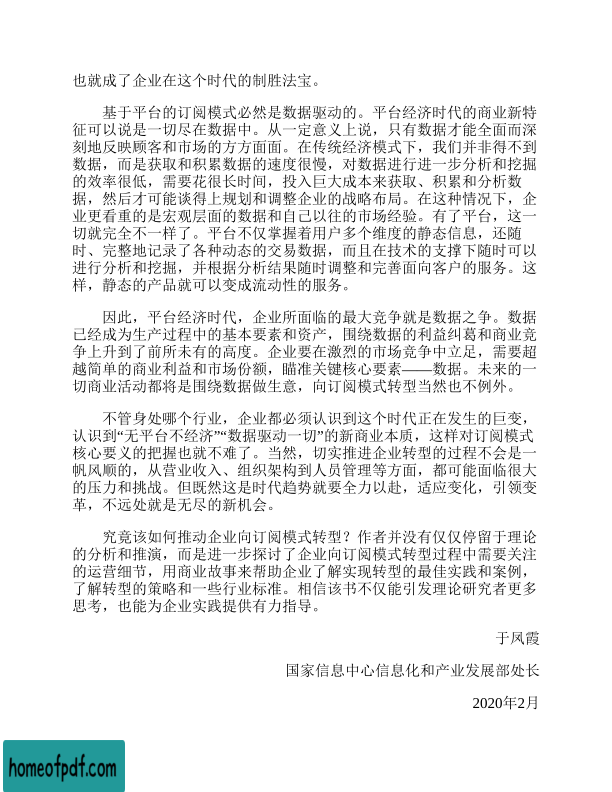 也就成了企业在这个时代的制胜法宝。
基于平台的订阅模式必然是数据驱动的。平台经济时代的商业新特
征可以说是一切尽在数据中。从一定意义上说，只有数据才能全面而深
刻地反映顾客和市场的方方面面。在传统经济模式下，我们并非得不到
数据，而是获取和积累数据的速度很慢，对数据进行进一步分析和挖掘
的效率很低，需要花很长时间，投入巨大成本来获取、积累和分析数
据，然后才可能谈得上规划和调整企业的战略布局。在这种情况下，企
业更看重的是宏观层面的数据和自己以往的市场经验。有了平台，这一
切就完全不一样了。平台不仅掌握着用户多个维度的静态信息，还随
时、完整地记录了各种动态的交易数据，而且在技术的支撑下随时可以
进行分析和挖掘，并根据分析结果随时调整和完善面向客户的服务。这
样，静态的产品就可以变成流动性的服务。
因此，平台经济时代，企业所面临的最大竞争就是数据之争。数据
已经成为生产过程中的基本要素和资产，围绕数据的利益纠葛和商业竞
争上升到了前所未有的高度。企业要在激烈的市场竞争中立足，需要超
越简单的商业利益和市场份额，瞄准关键核心要素——数据。未来的一
切商业活动都将是围绕数据做生意，向订阅模式转型当然也不例外。
不管身处哪个行业，企业都必须认识到这个时代正在发生的巨变，
认识到“无平台不经济”“数据驱动一切”的新商业本质，这样对订阅模式
核心要义的把握也就不难了。当然，切实推进企业转型的过程不会是一
帆风顺的，从营业收入、组织架构到人员管理等方面，都可能面临很大
的压力和挑战。但既然这是时代趋势就要全力以赴，适应变化，引领变
革，不远处就是无尽的新机会。
究竟该如何推动企业向订阅模式转型？作者并没有仅仅停留于理论
的分析和推演，而是进一步探讨了企业向订阅模式转型过程中需要关注
的运营细节，用商业故事来帮助企业了解实现转型的最佳实践和案例，
了解转型的策略和一些行业标准。相信该书不仅能引发理论研究者更多
思考，也能为企业实践提供有力指导。
于凤霞
国家信息中心信息化和产业发展部处长
2020年2月
homeofpdf.com